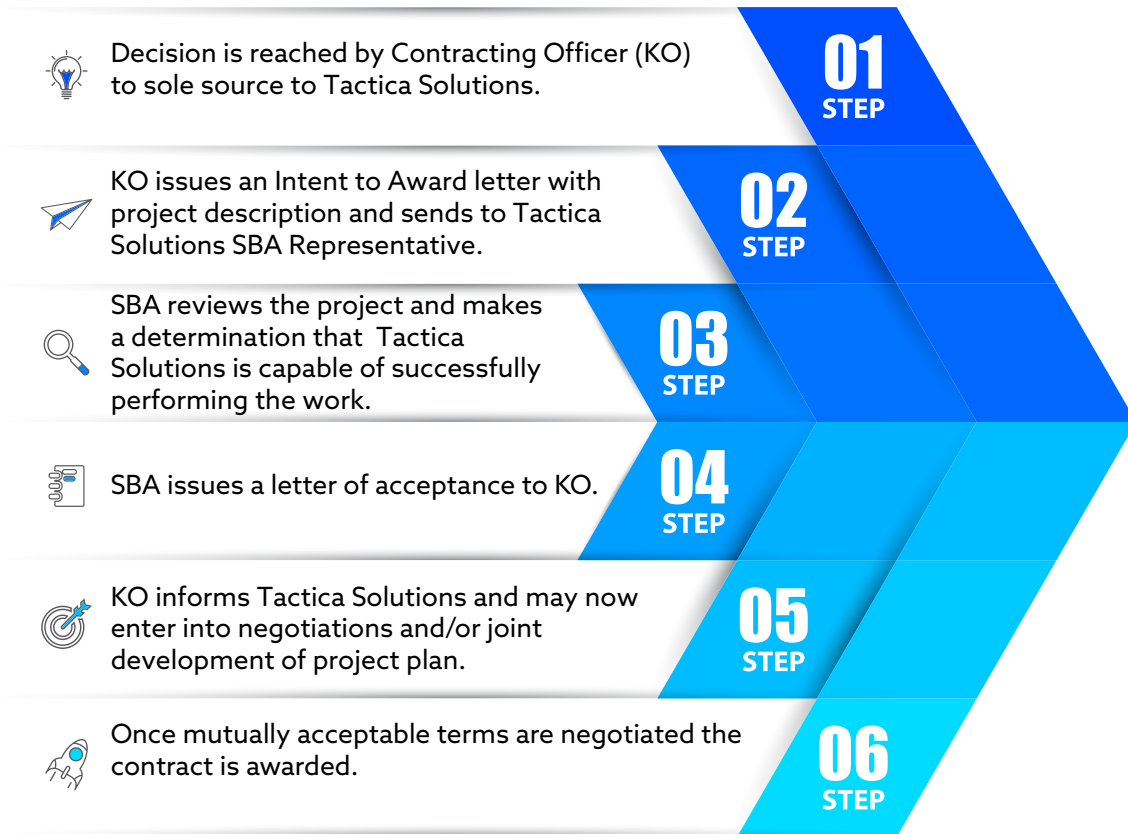 Decision is reached by Contracting Officer (KO)
to sole source to Tactica Solutions.
01
STEP
KO issues an Intent to Award letter with
project description and sends to Tactica
Solutions SBA Representative.
02
STEP
SBA reviews the project and makes
a determination that  Tactica
Solutions is capable of successfully
performing the work.
03
STEP
SBA issues a letter of acceptance to KO.
04
STEP
KO informs Tactica Solutions and may now
enter into negotiations and/or joint
development of project plan.
05
STEP
Once mutually acceptable terms are negotiated the
contract is awarded.
06
STEP